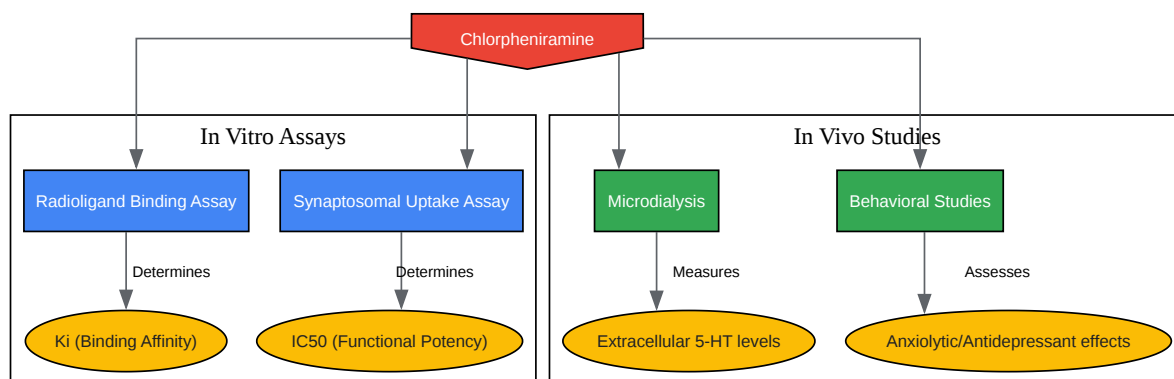 Chlorpheniramine
In Vitro Assays
In Vivo Studies
Radioligand Binding Assay
Synaptosomal Uptake Assay
Microdialysis
Behavioral Studies
Determines
Determines
Measures
Assesses
Ki (Binding Affinity)
IC50 (Functional Potency)
Extracellular 5-HT levels
Anxiolytic/Antidepressant effects